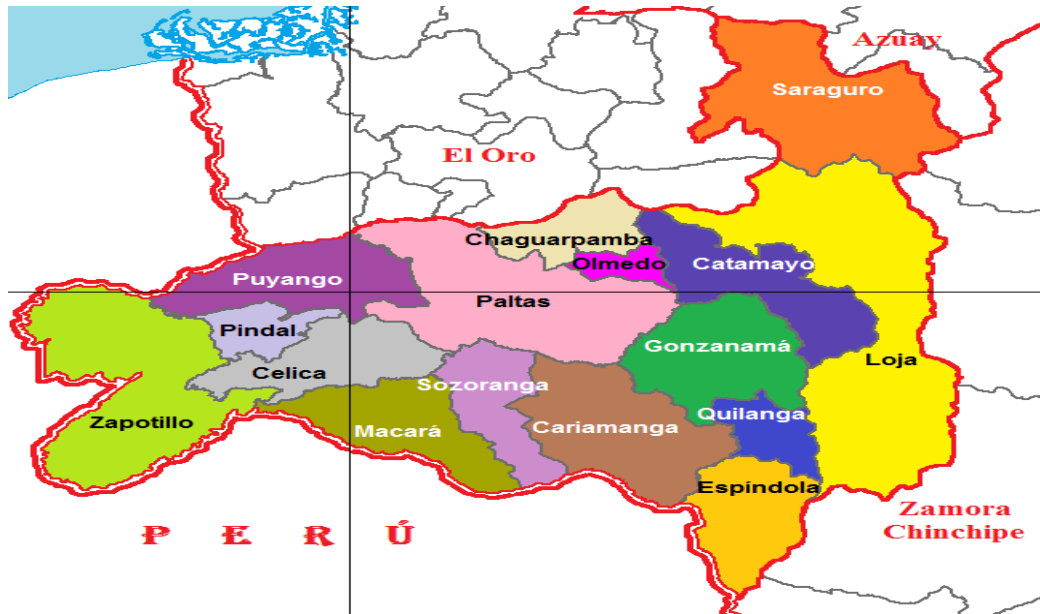 Azuay
Saraguro
El Oro
Chaguarpamba
Olmedo
Catamayo
Puyango
Paltas
Pindal
Gonzanamá
Loja
Celica
Sozoranga
Zapotillo
Macará
Cariamanga
Quilanga
Espíndola
Zamora
Chinchipe
P E R Ú